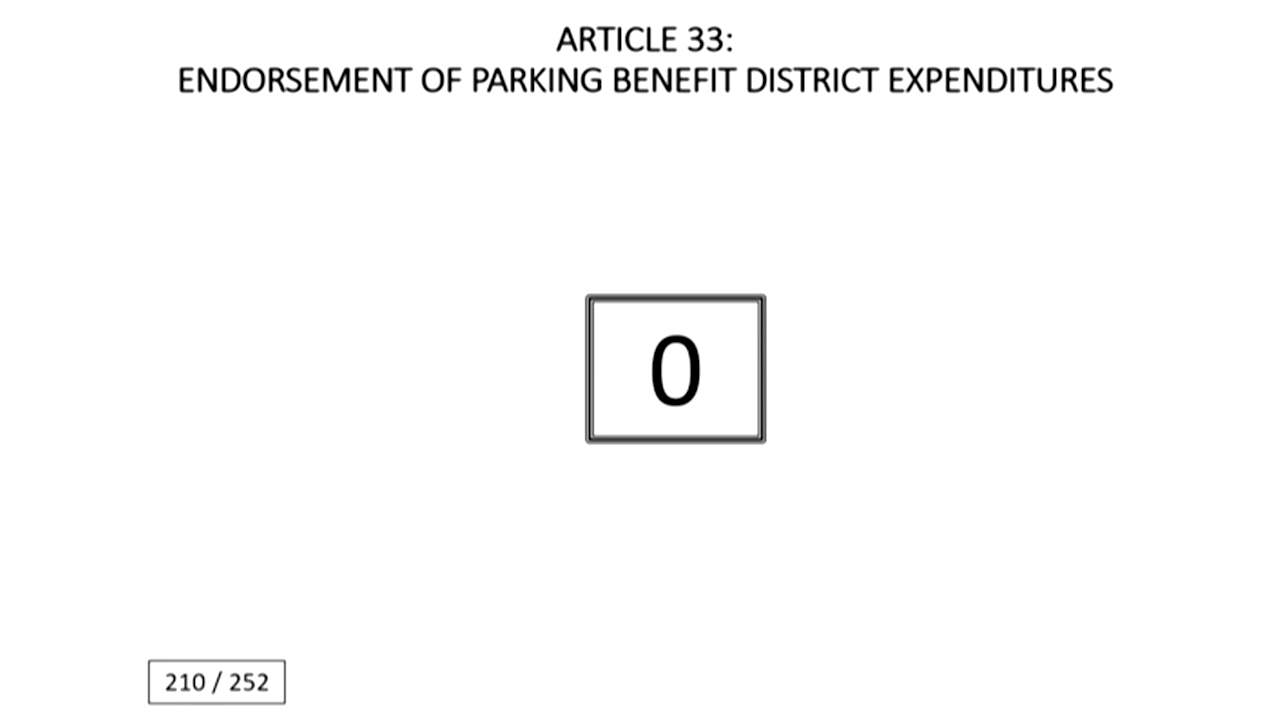 ARTICLE 33:
ENDORSEMENT OF PARKING BENEFIT DISTRICT EXPENDITURES
0
210 / 252